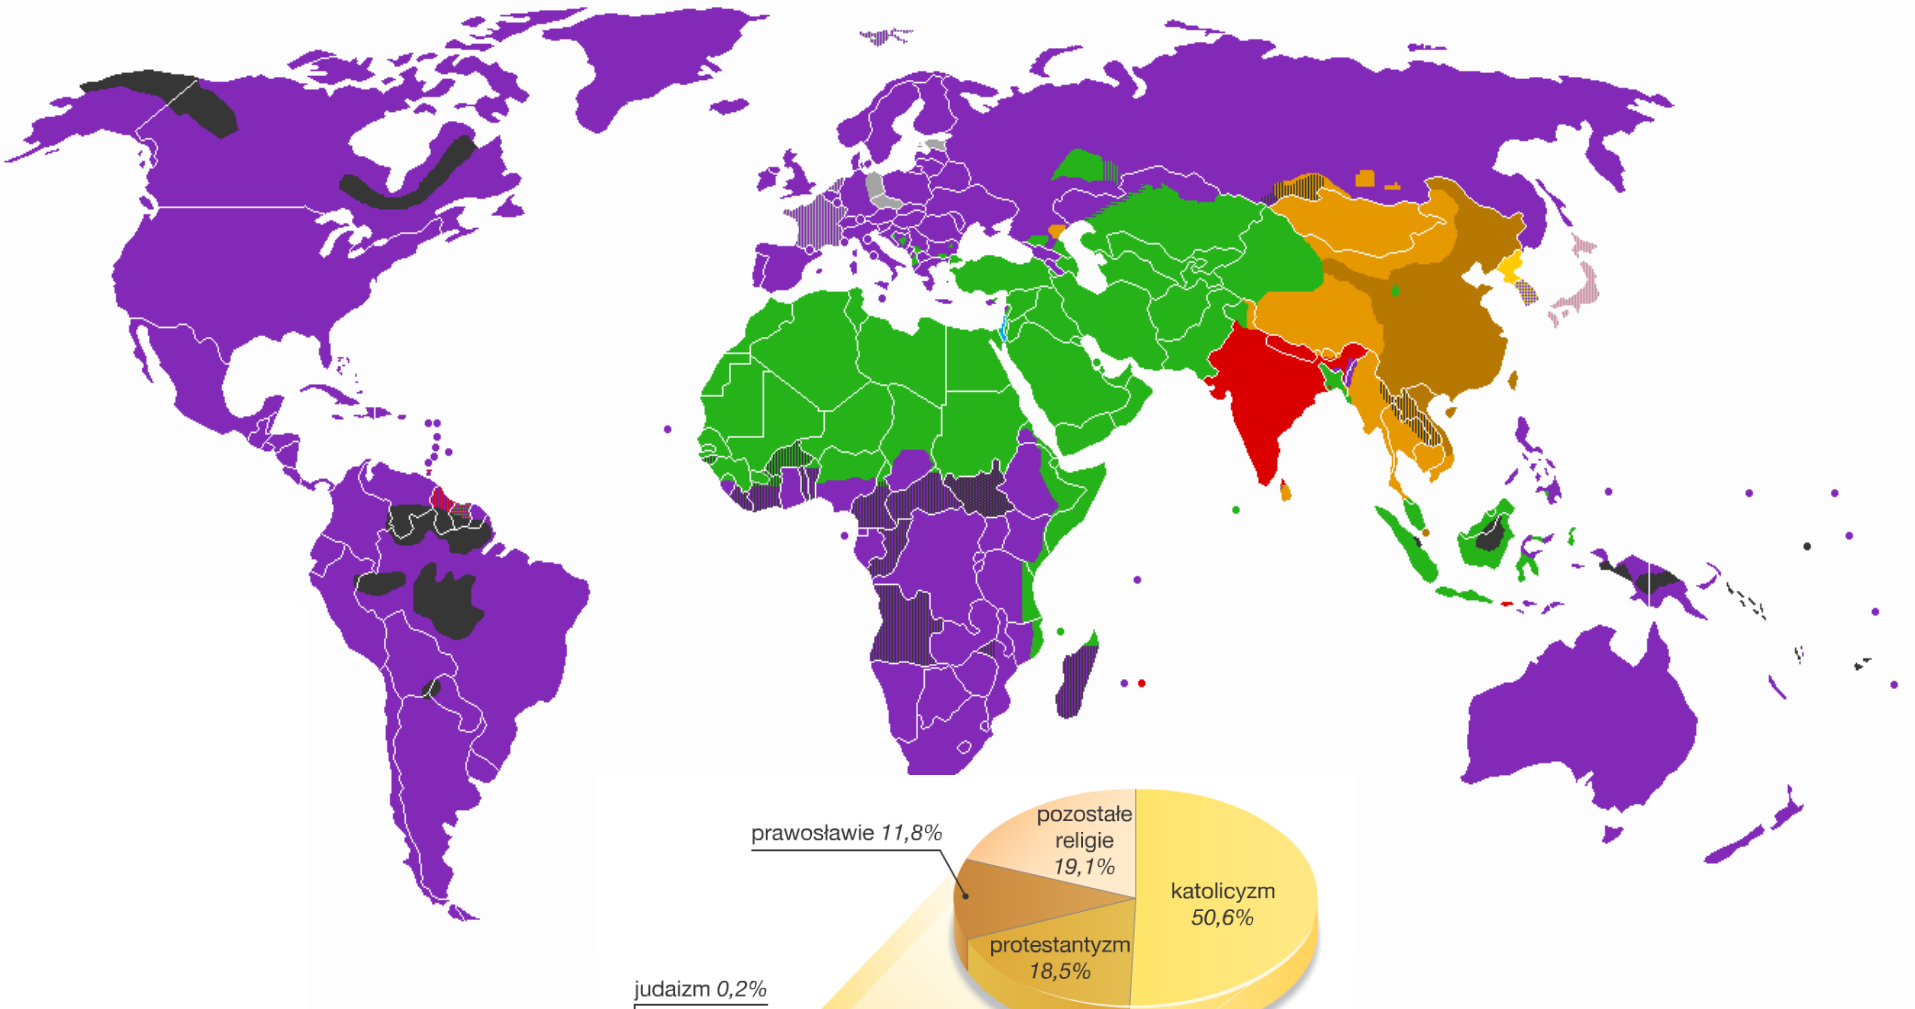 pozostałe
religie
19,1%
prawosławie 11,8%
katolicyzm
50,6%
protestantyzm
18,5%
judaizm 0,2%